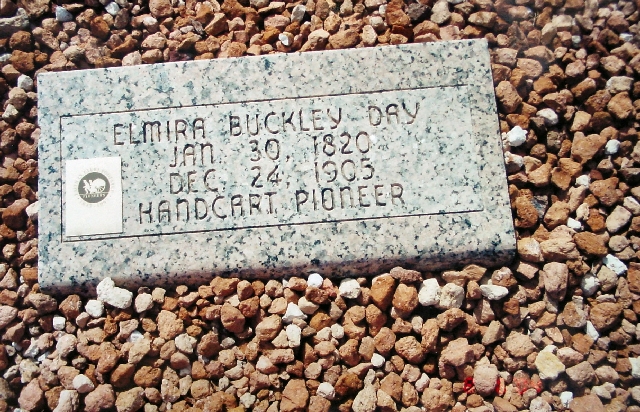 ELMIRA BUCKLEY DAY
JAN. 30, 1820
DEC. 24, 1905
HANDCART PIONEER